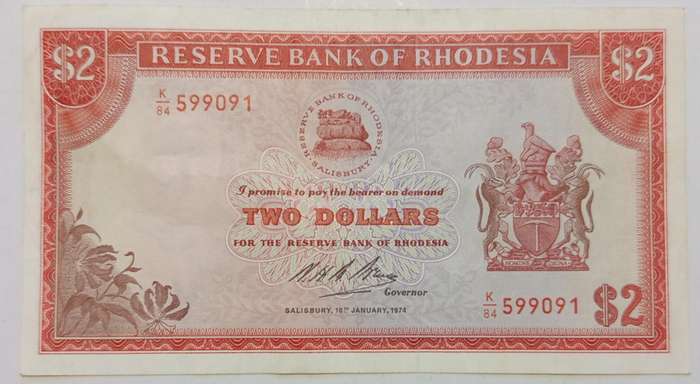 $2 RESERVE BANK OF RHODESIA $2
K/84 599091
RESERVE BANK OF RHODESIA
SALISBURY
I promise to pay the bearer on demand
TWO DOLLARS
FOR THE RESERVE BANK OF RHODESIA
Governor
K/84 599091 $2
SALISBURY, 16TH JANUARY, 1974